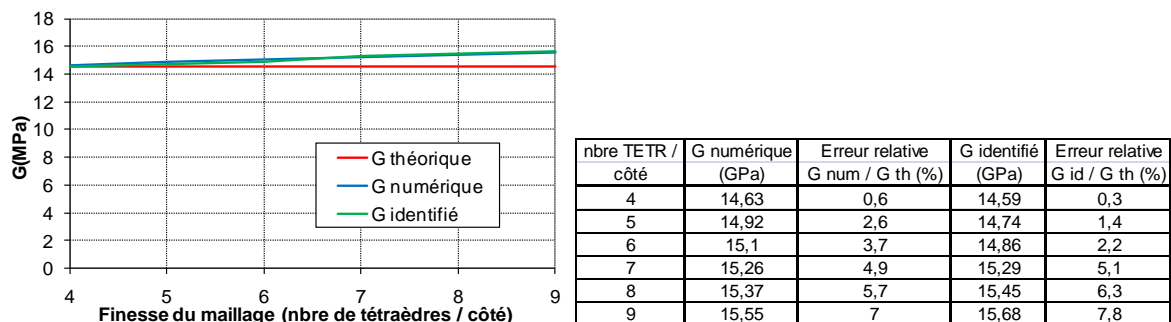 18
16
14
12
10
8
6
4
2
0
G(MPa)
G théorique
G numérique
G identifié
4 5 6 7 8 9
Finesse du maillage (nbre de tétraèdres / côté)
nbre TETR / G numérique Erreur relative G identifié Erreur relative
côté (GPa) G num / G th (%) (GPa) G id / G th (%)
4 14,63 0,6 14,59 0,3
5 14,92 2,6 14,74 1,4
6 15,1 3,7 14,86 2,2
7 15,26 4,9 15,29 5,1
8 15,37 5,7 15,45 6,3
9 15,55 7 15,68 7,8